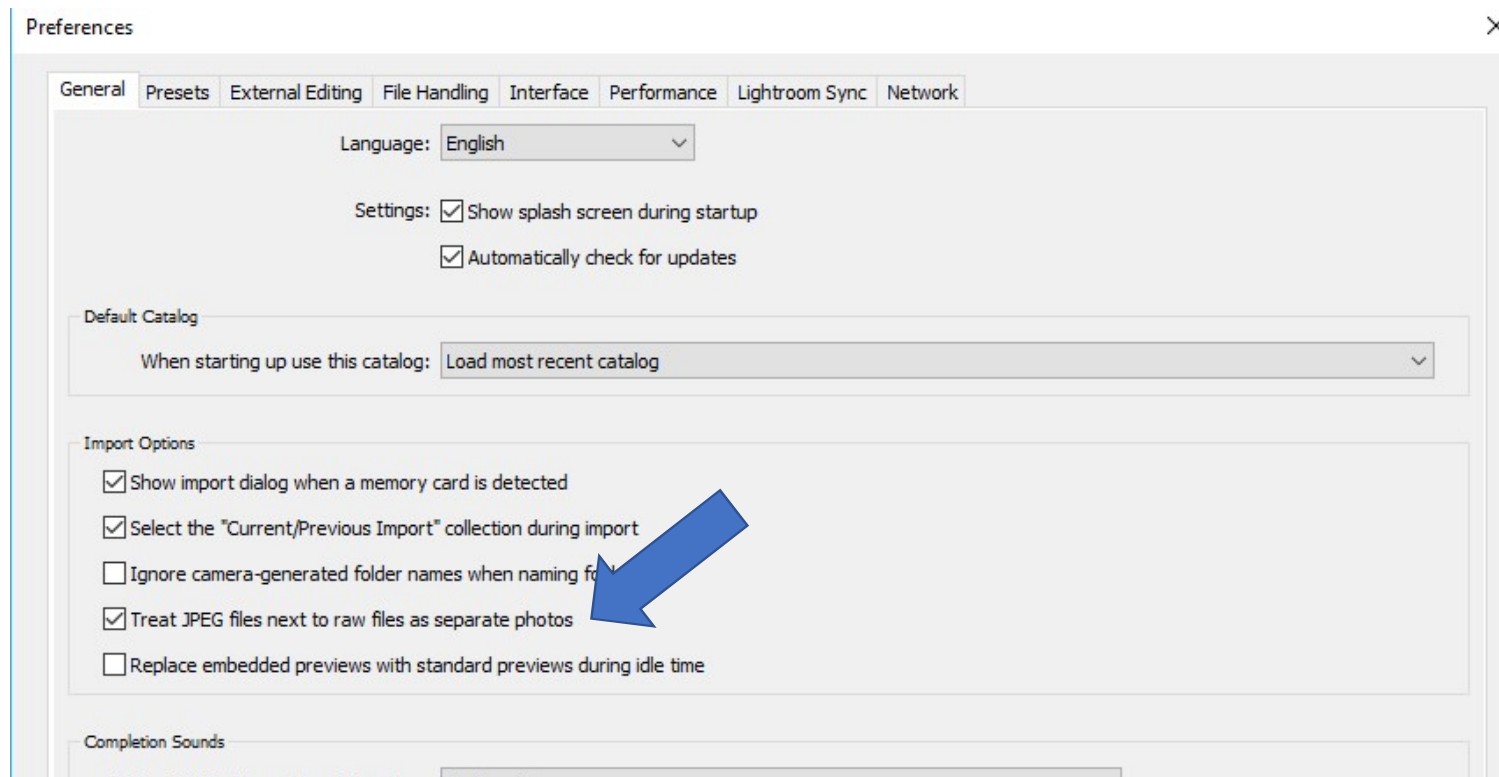 Preferences
General Presets External Editing File Handling Interface Performance Lightroom Sync Network
Language: English
Settings: Show splash screen during startup
Automatically check for updates
Default Catalog
When starting up use this catalog: Load most recent catalog
Import Options
Show import dialog when a memory card is detected
Select the "Current/Previous Import" collection during import
Ignore camera-generated folder names when naming
Treat JPEG files next to raw files as separate photos
Replace embedded previews with standard previews during idle time
Completion Sounds